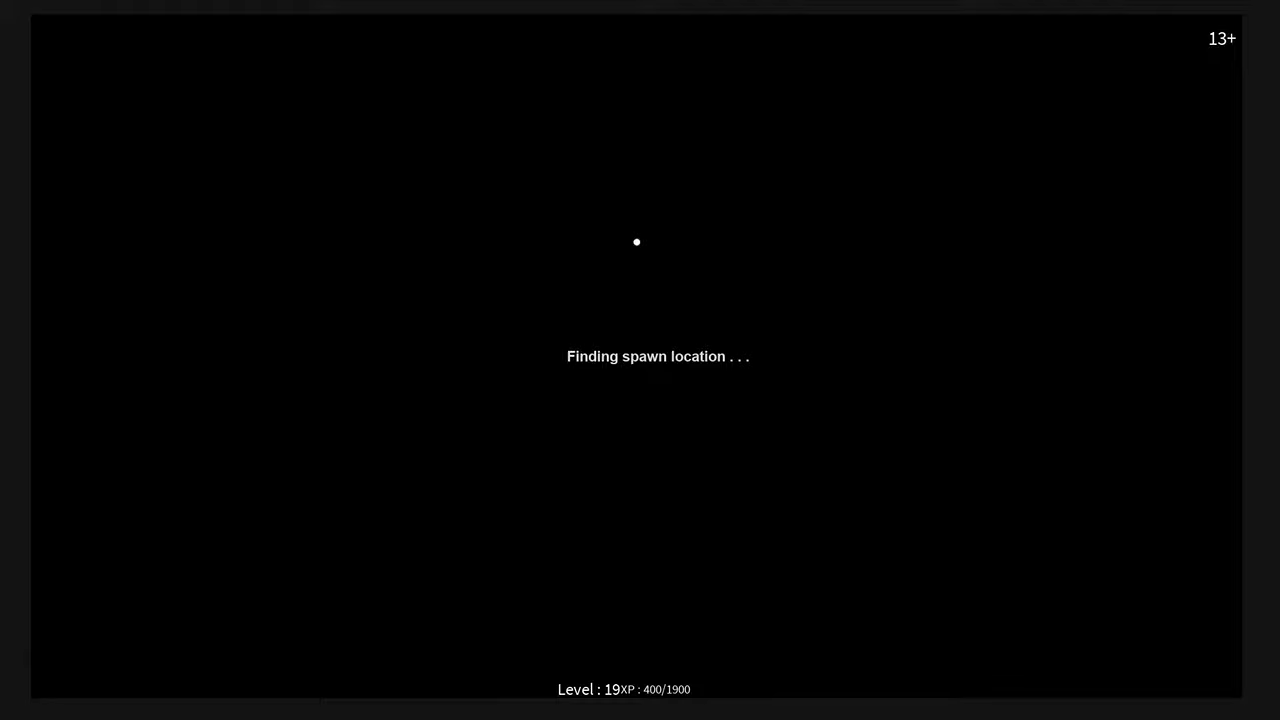 13+
Finding spawn location . . .
Level : 19XP : 400/1900